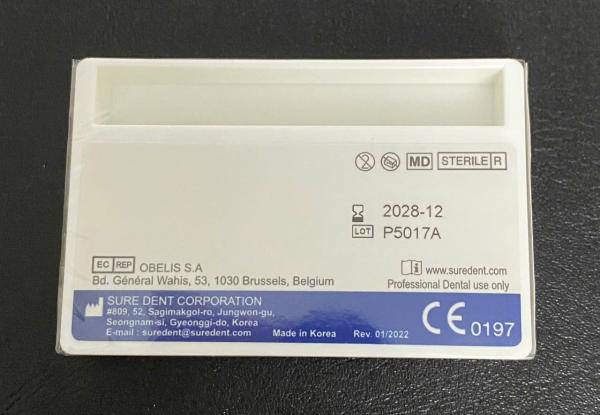 MD STERILE R
2028-12
LOT P5017A
EC REP OBELIS S.A
Bd. Général Wahis, 53, 1030 Brussels, Belgium
i www.suredent.com
Professional Dental use only
SURE DENT CORPORATION
#809, 52, Sagimakgol-ro, Jungwon-gu,
Seongnam-si, Gyeonggi-do, Korea
E-mail : suredent@suredent.com
Made in Korea
Rev. 01/2022
CE 0197